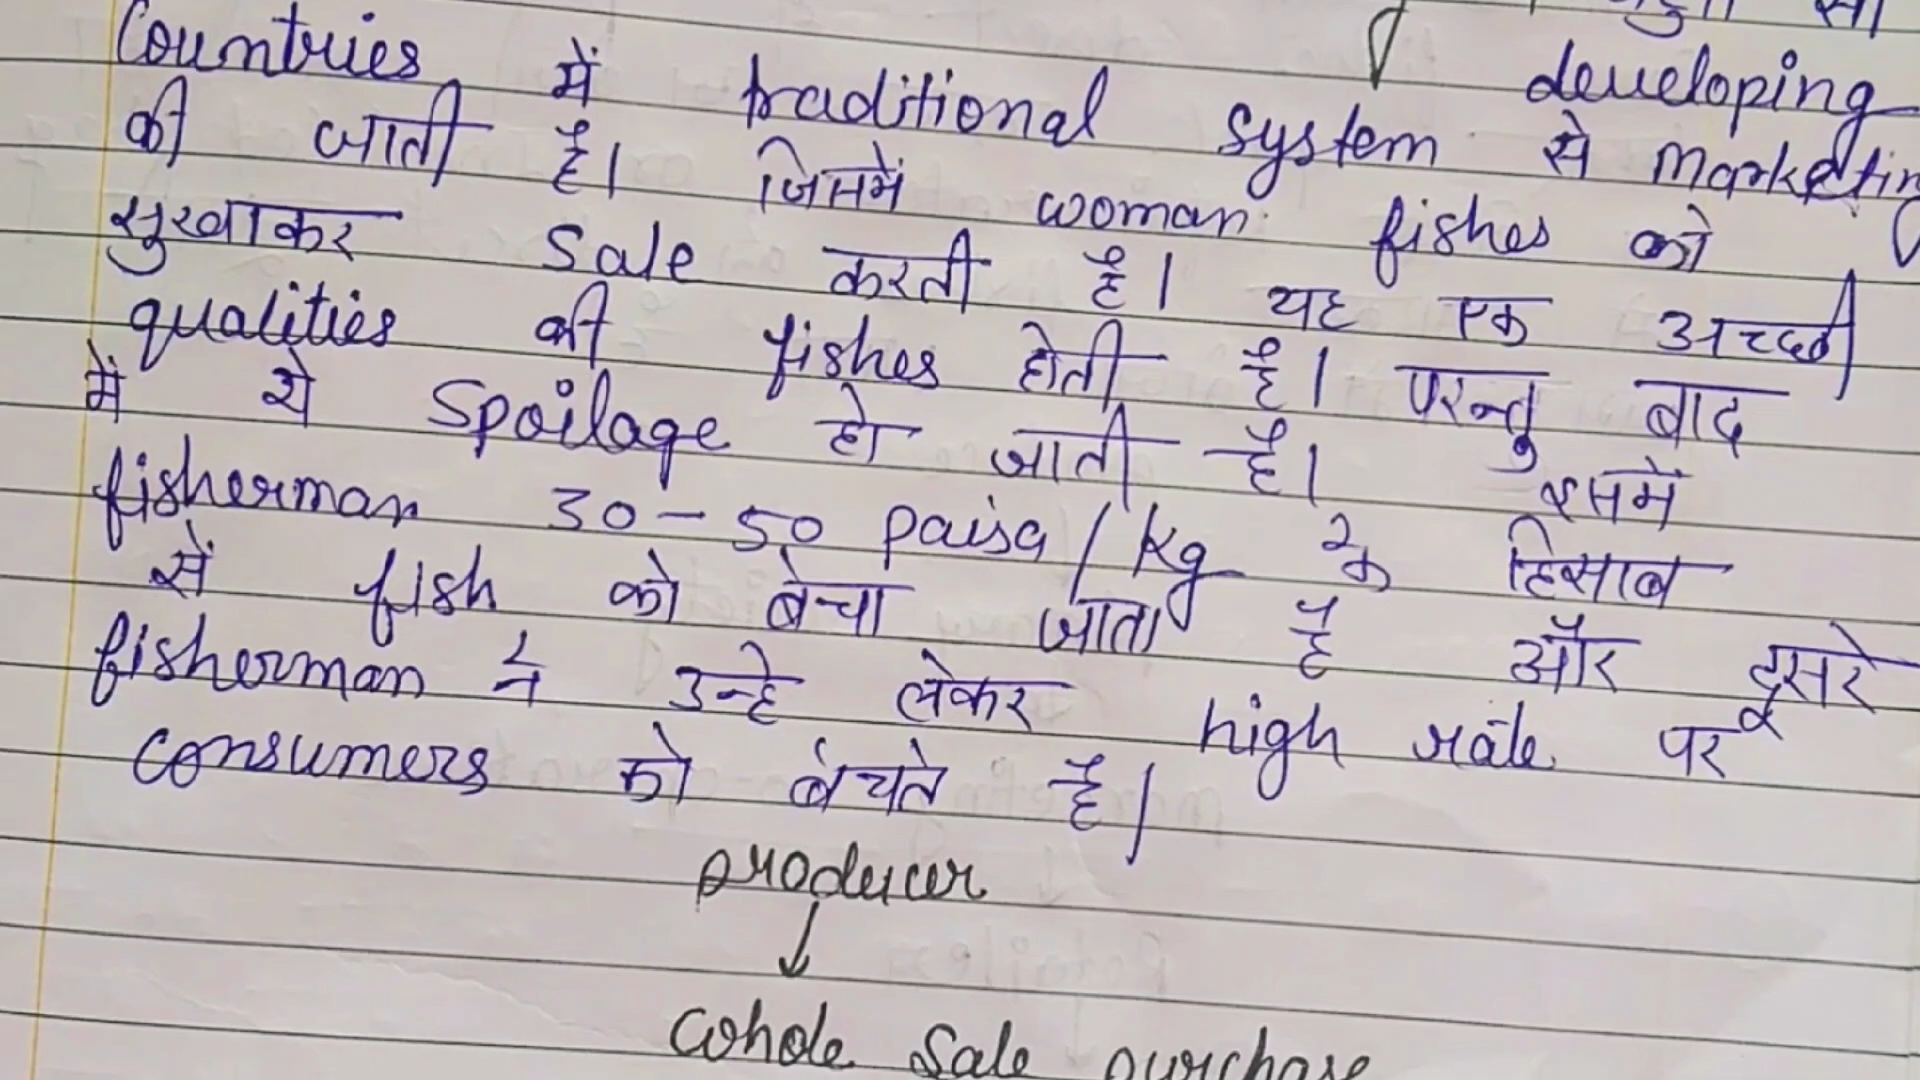 developing
Countries में traditional system से marketin
की जाती है। जिसमें woman fishes को
सुखाकर sale करती है। यह एक अच्छी
qualities की fishes होती है। परन्तु बाद
में ये spoilage हो जाती है। इसमें
fisherman 30-50 paisa/kg के हिसाब
सें fish को बेचा जाता है और दूसरे
fisherman ने उन्हे लेकर high rate पर
consumers को बेचते है।
producer
↓
whole sale purchase